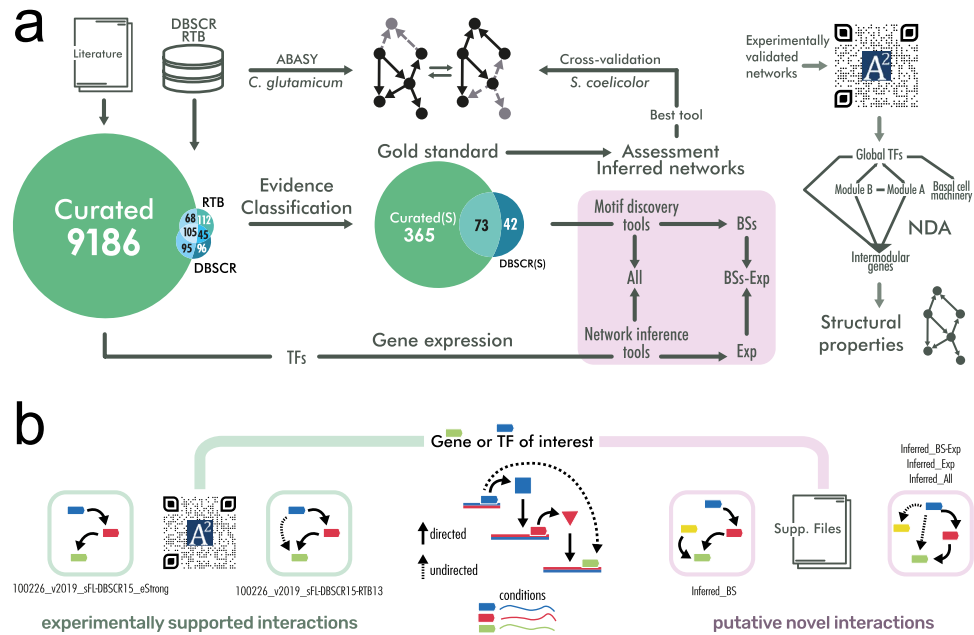 a
Literature
DBSCR
RTB
ABASY
C. glutamicum
Cross-validation
S. coelicolor
Best tool
Experimentally
validated
networks
A2
Curated
9186
RTB
68
112
105
45
95
96
DBSCR
Evidence
Classification
Gold standard
Curated(S)
365
73
42
DBSCR(S)
Assessment
Inferred networks
Motif discovery
tools
BSs
All
BSs-Exp
Network inference
tools
Exp
TFs
Gene expression
Global TFs
Module B
Module A
Basal cell
machinery
NDA
Intermodular
genes
Structural
properties
b
Gene or TF of interest
A2
100226_v2019_sFL-DBSCR15_eStrong
100226_v2019_sFL-DBSCR15-RTB13
experimentally supported interactions
directed
undirected
conditions
Inferred_BS
Supp. Files
Inferred_BS-Exp
Inferred_Exp
Inferred_All
putative novel interactions